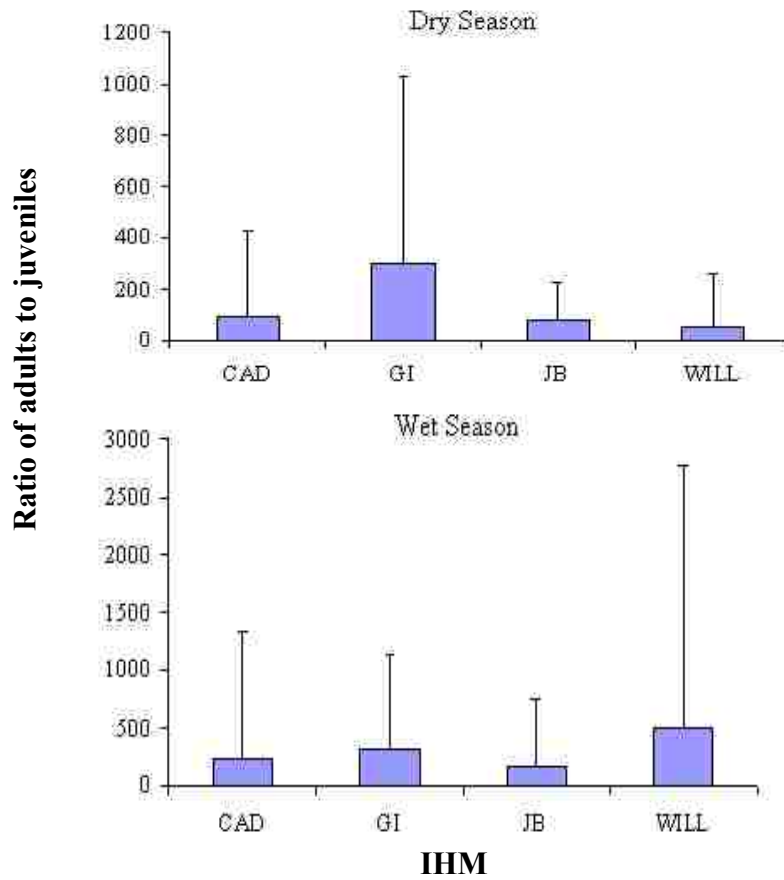 Ratio of adults to juveniles
Dry Season
1200
1000
800
600
400
200
0
CAD GI JB WILL
Wet Season
3000
2500
2000
1500
1000
500
0
CAD GI JB WILL
IHM